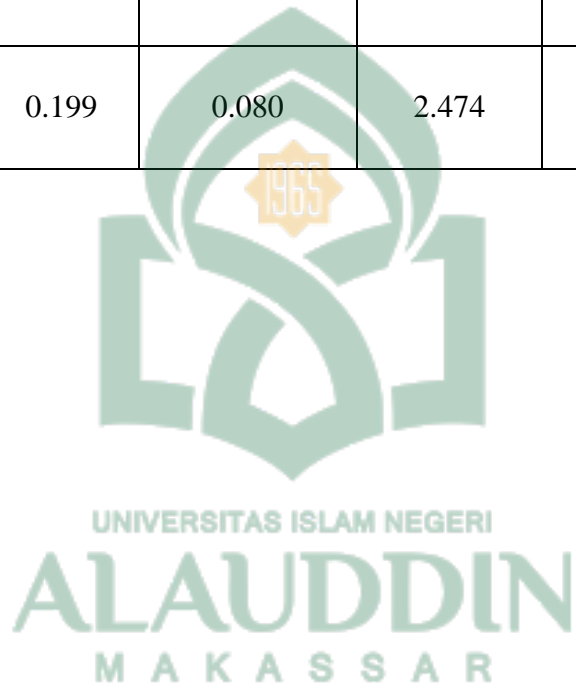 0.199 0.080 2.474
1965
UNIVERSITAS ISLAM NEGERI
ALAUDDIN
MAKASSAR